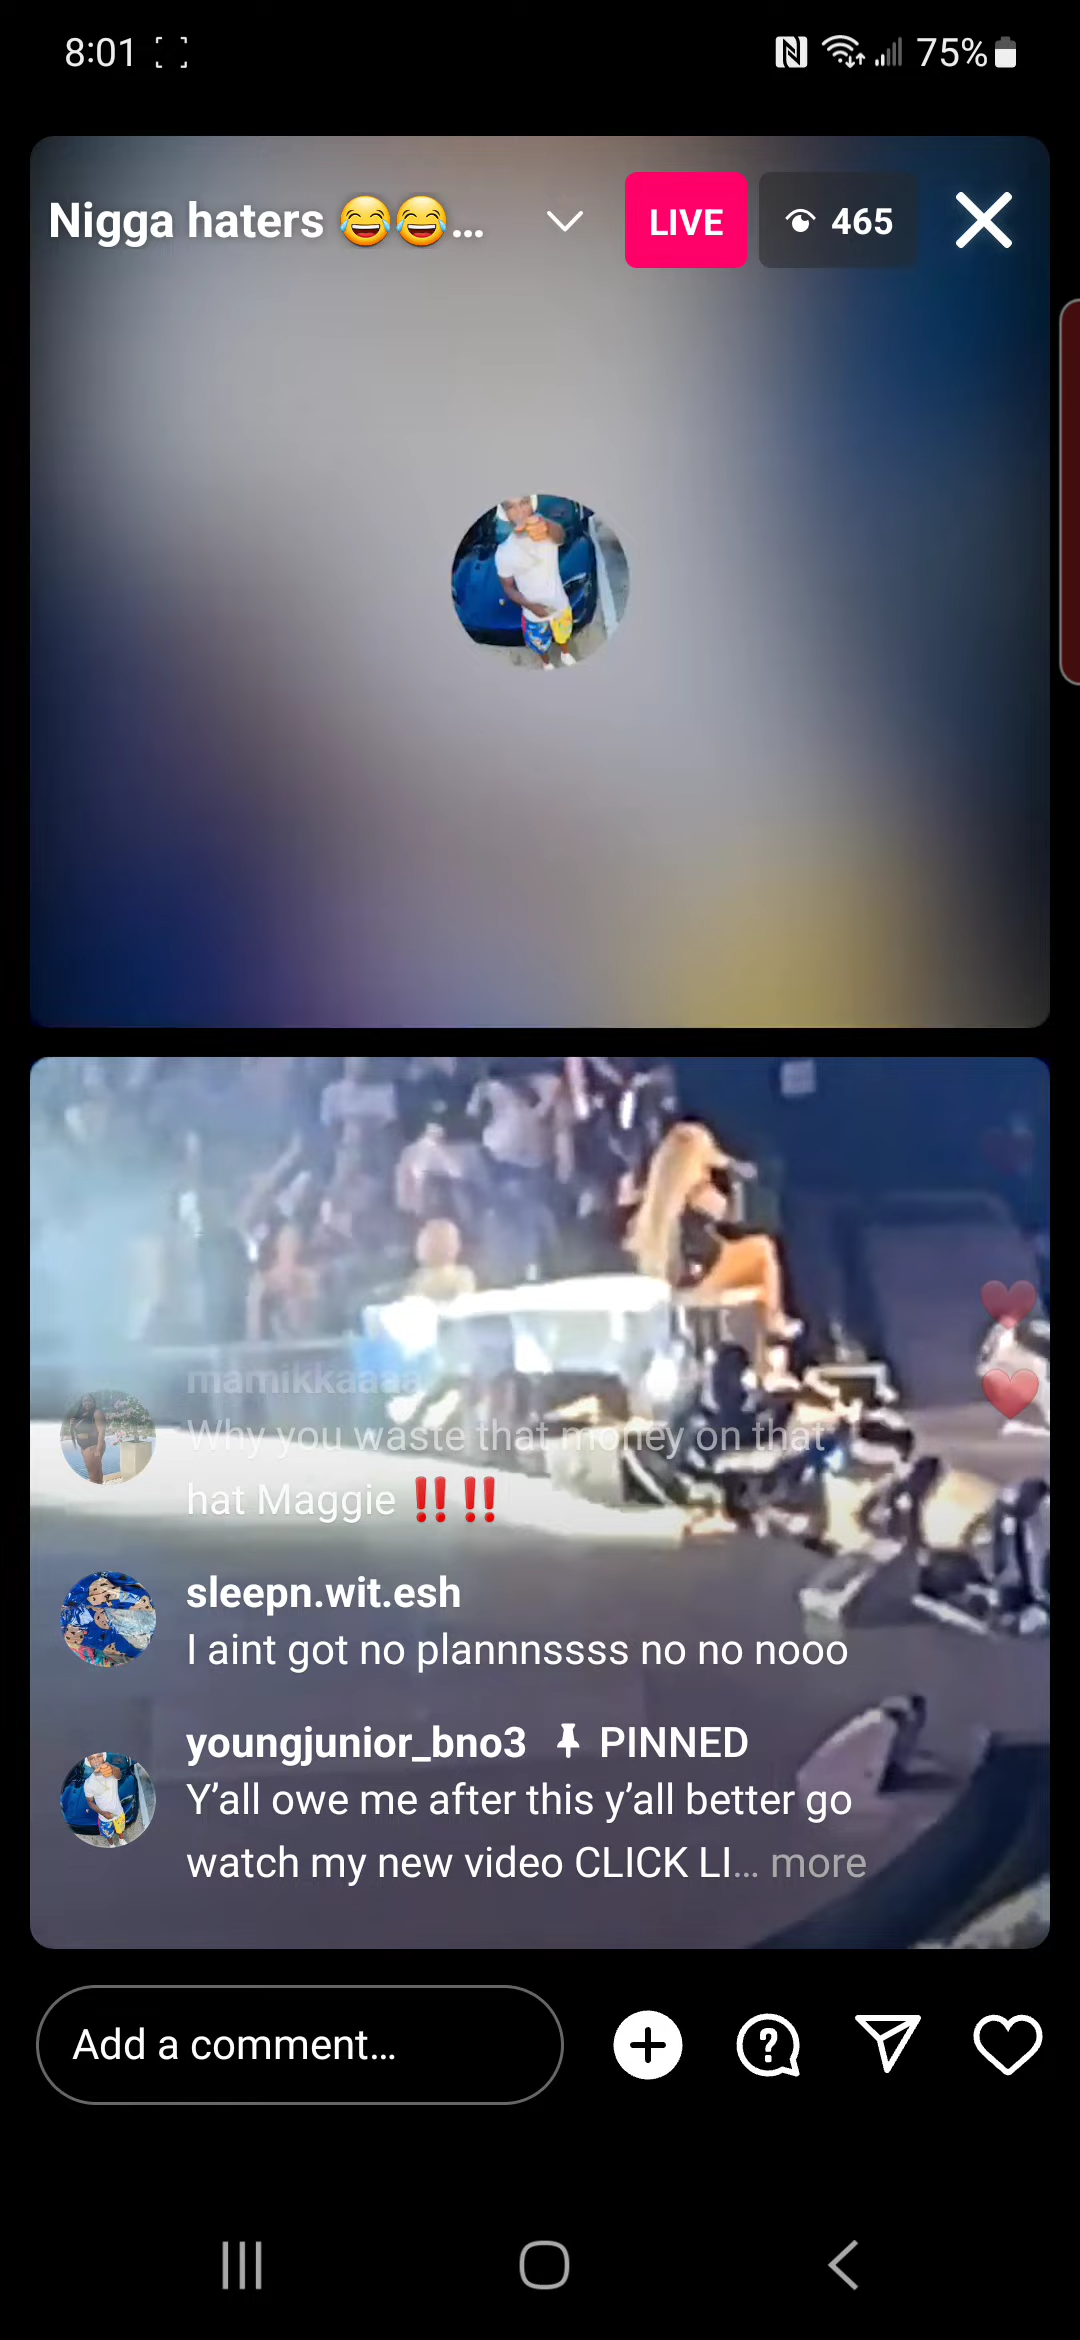 8:01
75%
Nigga haters 😂😂...
LIVE
465
mamikkaaaa
Why you waste that money on that
hat Maggie ‼️‼️
sleepn.wit.esh
I aint got no plannnssss no no nooo
youngjunior_bno3 PINNED
Y'all owe me after this y'all better go
watch my new video CLICK LI... more
Add a comment...